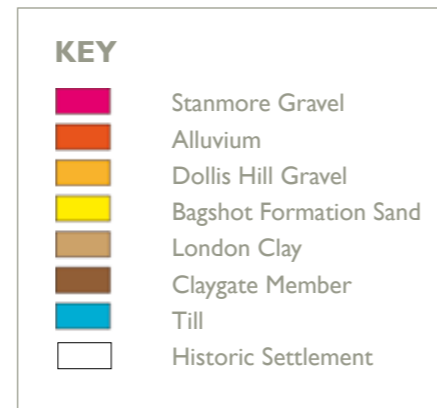 KEY
Stanmore Gravel
Alluvium
Dollis Hill Gravel
Bagshot Formation Sand
London Clay
Claygate Member
Till
Historic Settlement